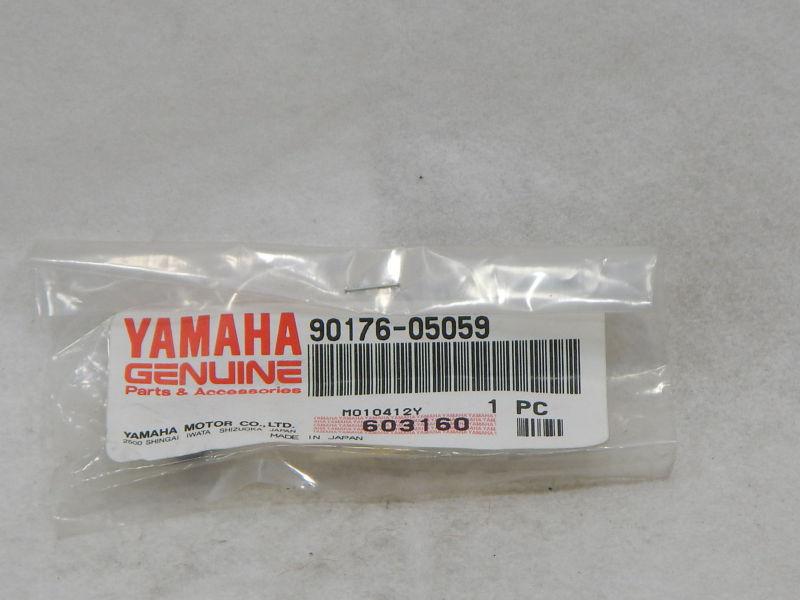 YAMAHA
GENUINE
Parts & Accessories
90176-05059
M010412Y
1 PC
603160
YAMAHA MOTOR CO.,LTD.
2500 SHINGAI IWATA SHIZUOKA JAPAN
MADE IN JAPAN